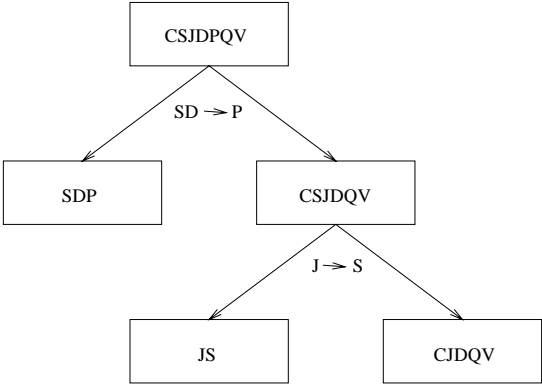 CSJDPQV
SD → P
SDP
CSJDQV
J → S
JS
CJDQV